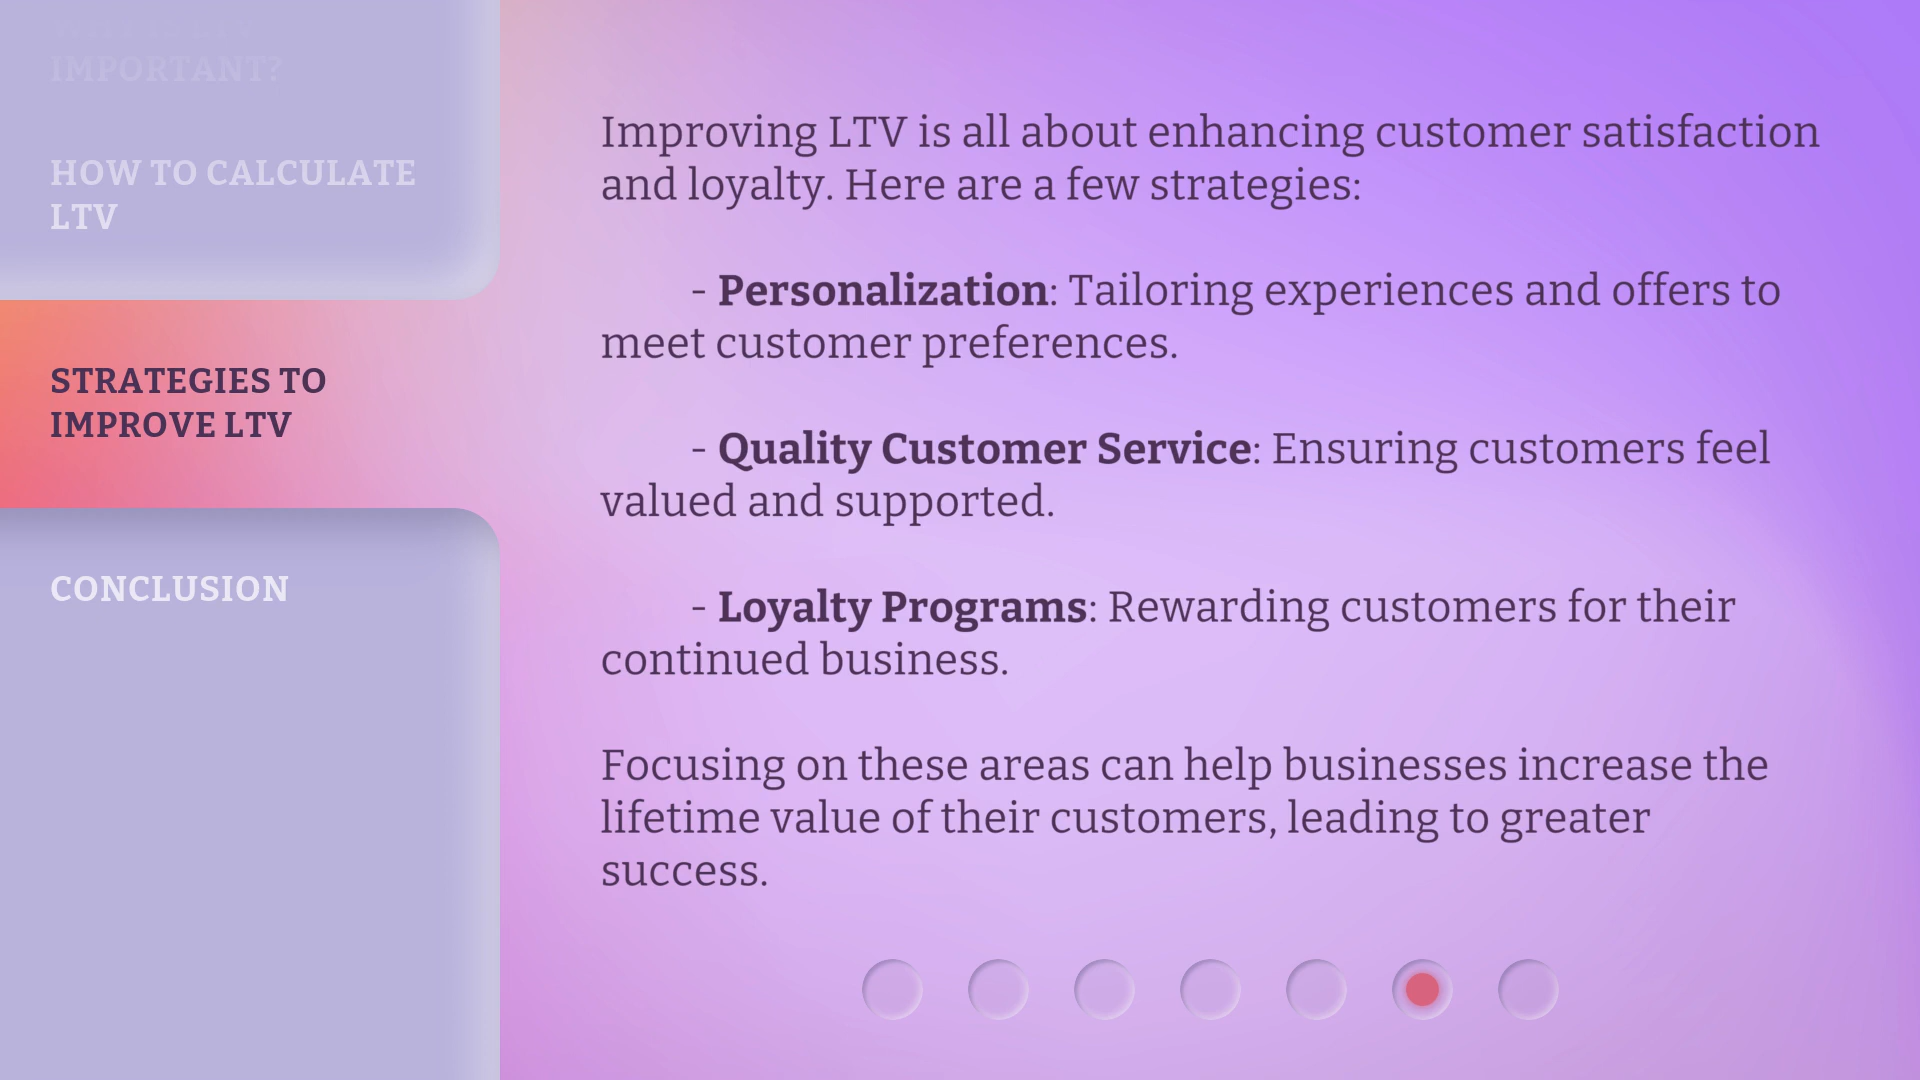 IMPORTANT?
HOW TO CALCULATE
LTV
STRATEGIES TO
IMPROVE LTV
CONCLUSION
Improving LTV is all about enhancing customer satisfaction
and loyalty. Here are a few strategies:
- Personalization: Tailoring experiences and offers to
meet customer preferences.
- Quality Customer Service: Ensuring customers feel
valued and supported.
- Loyalty Programs: Rewarding customers for their
continued business.
Focusing on these areas can help businesses increase the
lifetime value of their customers, leading to greater
success.